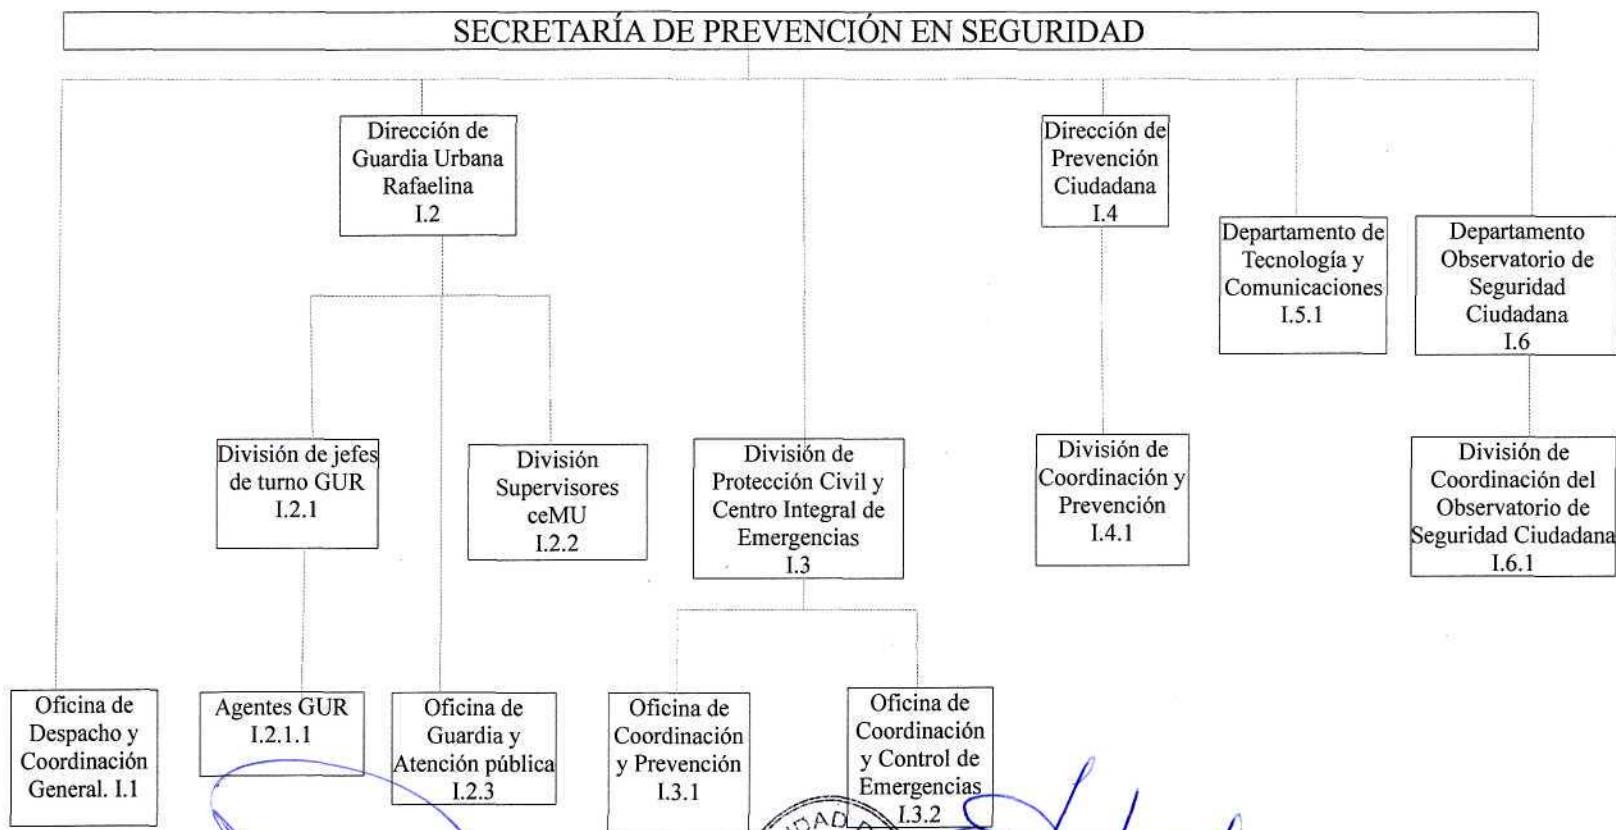 SECRETARÍA DE PREVENCIÓN EN SEGURIDAD
Dirección de
Guardia Urbana
Rafaelina
I.2
Dirección de
Prevención
Ciudadana
I.4
Departamento de
Tecnología y
Comunicaciones
I.5.1
Departamento
Observatorio de
Seguridad
Ciudadana
I.6
División de jefes
de turno GUR
I.2.1
División
Supervisores
ceMU
I.2.2
División de
Protección Civil y
Centro Integral de
Emergencias
I.3
División de
Coordinación y
Prevención
I.4.1
División de
Coordinación del
Observatorio de
Seguridad Ciudadana
I.6.1
Oficina de
Despacho y
Coordinación
General. I.1
Agentes GUR
I.2.1.1
Oficina de
Guardia y
Atención pública
I.2.3
Oficina de
Coordinación
y Prevención
I.3.1
Oficina de
Coordinación
y Control de
Emergencias
I.3.2